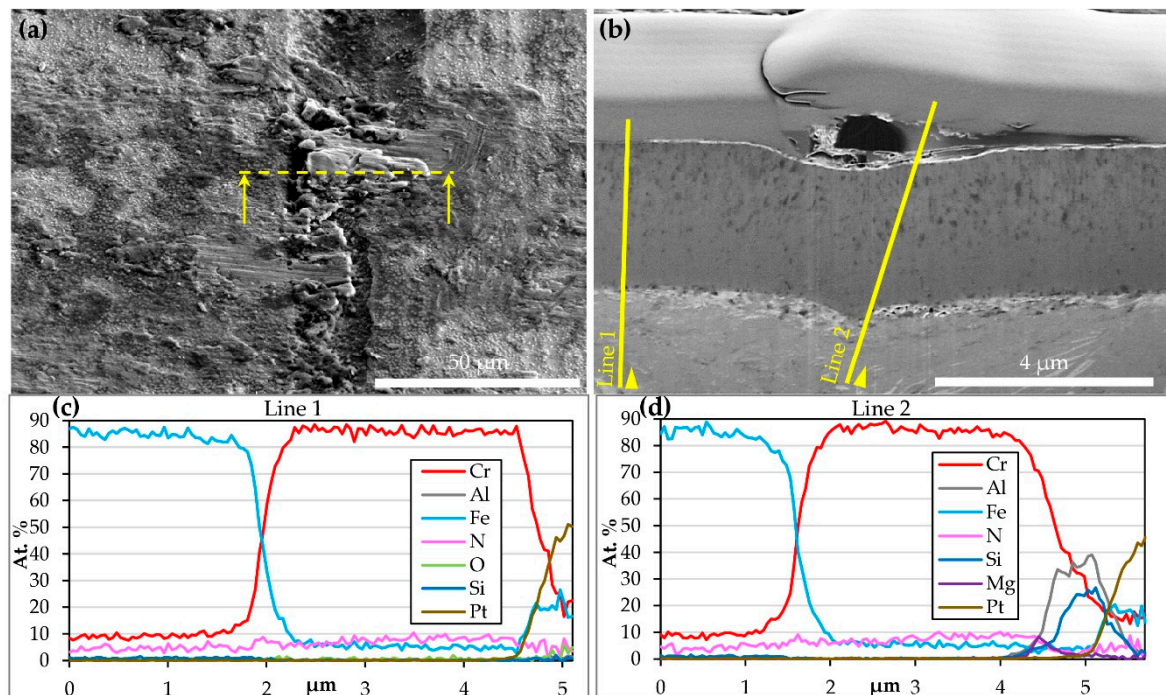 (a)
50 µm
(b)
Line 1
Line 2
4 µm
(c)
Line 1
90
80
70
60
50
40
30
20
10
0
At. %
0
1
2
3
4
5
µm
Cr
Al
Fe
N
O
Si
Pt
(d)
Line 2
90
80
70
60
50
40
30
20
10
0
At. %
0
1
2
3
4
5
µm
Cr
Al
Fe
N
Si
Mg
Pt